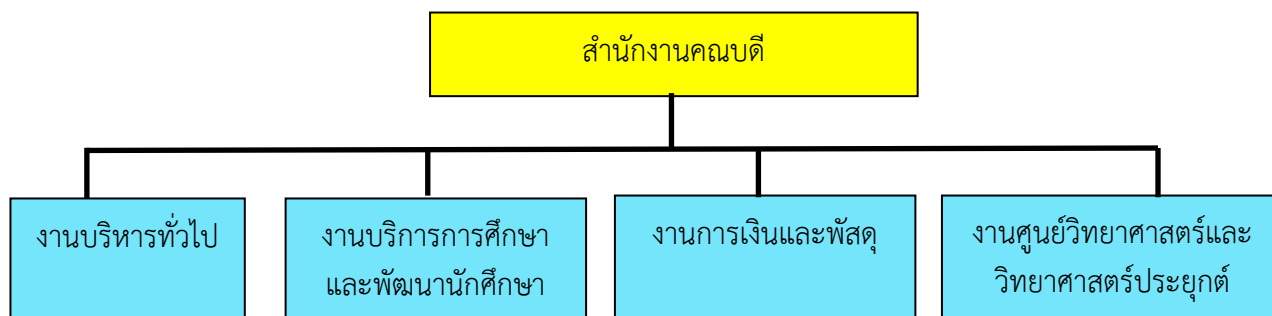 สำนักงานคณบดี
งานบริหารทั่วไป
งานบริการการศึกษา
และพัฒนานักศึกษา
งานการเงินและพัสดุ
งานศูนย์วิทยาศาสตร์และ
วิทยาศาสตร์ประยุกต์